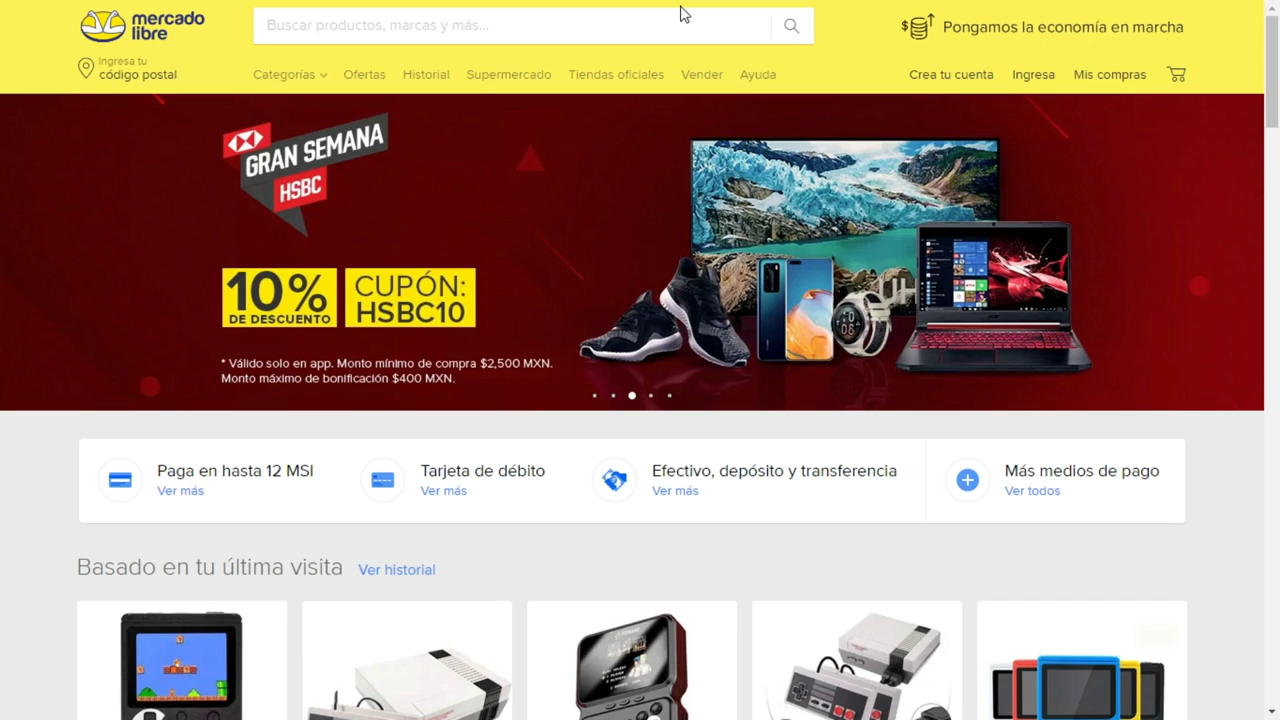 mercado
libre
Buscar productos, marcas y más...
Pongamos la economía en marcha
Ingresa tu
código postal
Categorías
Ofertas
Historial
Supermercado
Tiendas oficiales
Vender
Ayuda
Crea tu cuenta
Ingresa
Mis compras
GRAN SEMANA
HSBC
10%
DE DESCUENTO
CUPÓN:
HSBC10
* Válido solo en app. Monto mínimo de compra $2,500 MXN.
Monto máximo de bonificación $400 MXN.
Paga en hasta 12 MSI
Ver más
Tarjeta de débito
Ver más
Efectivo, depósito y transferencia
Ver más
Más medios de pago
Ver todos
Basado en tu última visita
Ver historial